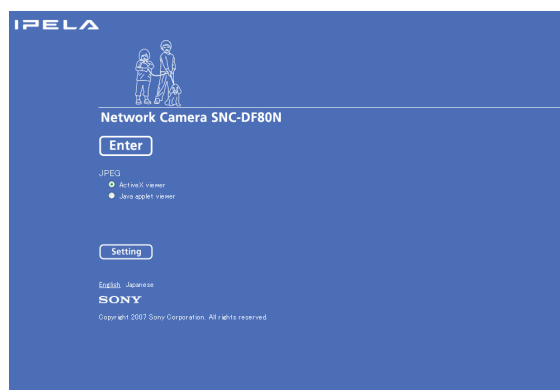 IPELA
Network Camera SNC-DF80N
Enter
JPEG
ActiveX viewer
Java applet viewer
Setting
English Japanese
SONY
Copyright 2007 Sony Corporation. All rights reserved.